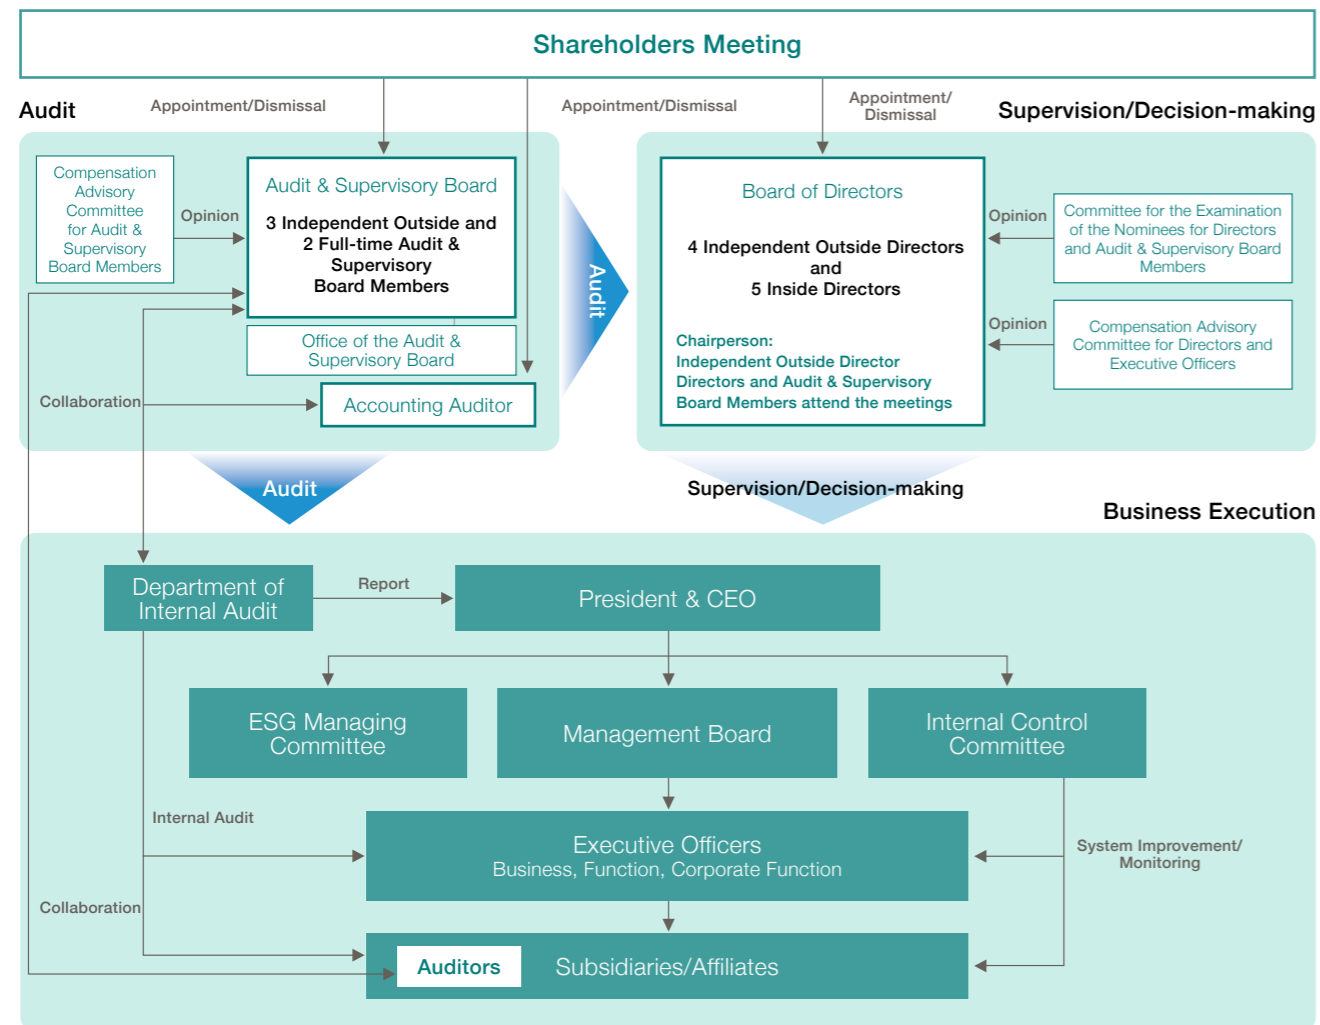 Shareholders Meeting
Audit
Appointment/Dismissal
Appointment/Dismissal
Appointment/
Dismissal
Supervision/Decision-making
Compensation
Advisory
Committee
for Audit &
Supervisory
Board Members
Opinion
Audit & Supervisory Board
3 Independent Outside and
2 Full-time Audit &
Supervisory
Board Members
Office of the Audit &
Supervisory Board
Accounting Auditor
Collaboration
Audit
Board of Directors
4 Independent Outside Directors
and
5 Inside Directors
Chairperson:
Independent Outside Director
Directors and Audit & Supervisory
Board Members attend the meetings
Opinion
Committee for the Examination
of the Nominees for Directors
and Audit & Supervisory Board
Members
Opinion
Compensation Advisory
Committee for Directors and
Executive Officers
Audit
Supervision/Decision-making
Business Execution
Department of
Internal Audit
Report
President & CEO
ESG Managing
Committee
Management Board
Internal Control
Committee
Internal Audit
Executive Officers
Business, Function, Corporate Function
System Improvement/
Monitoring
Collaboration
Auditors
Subsidiaries/Affiliates